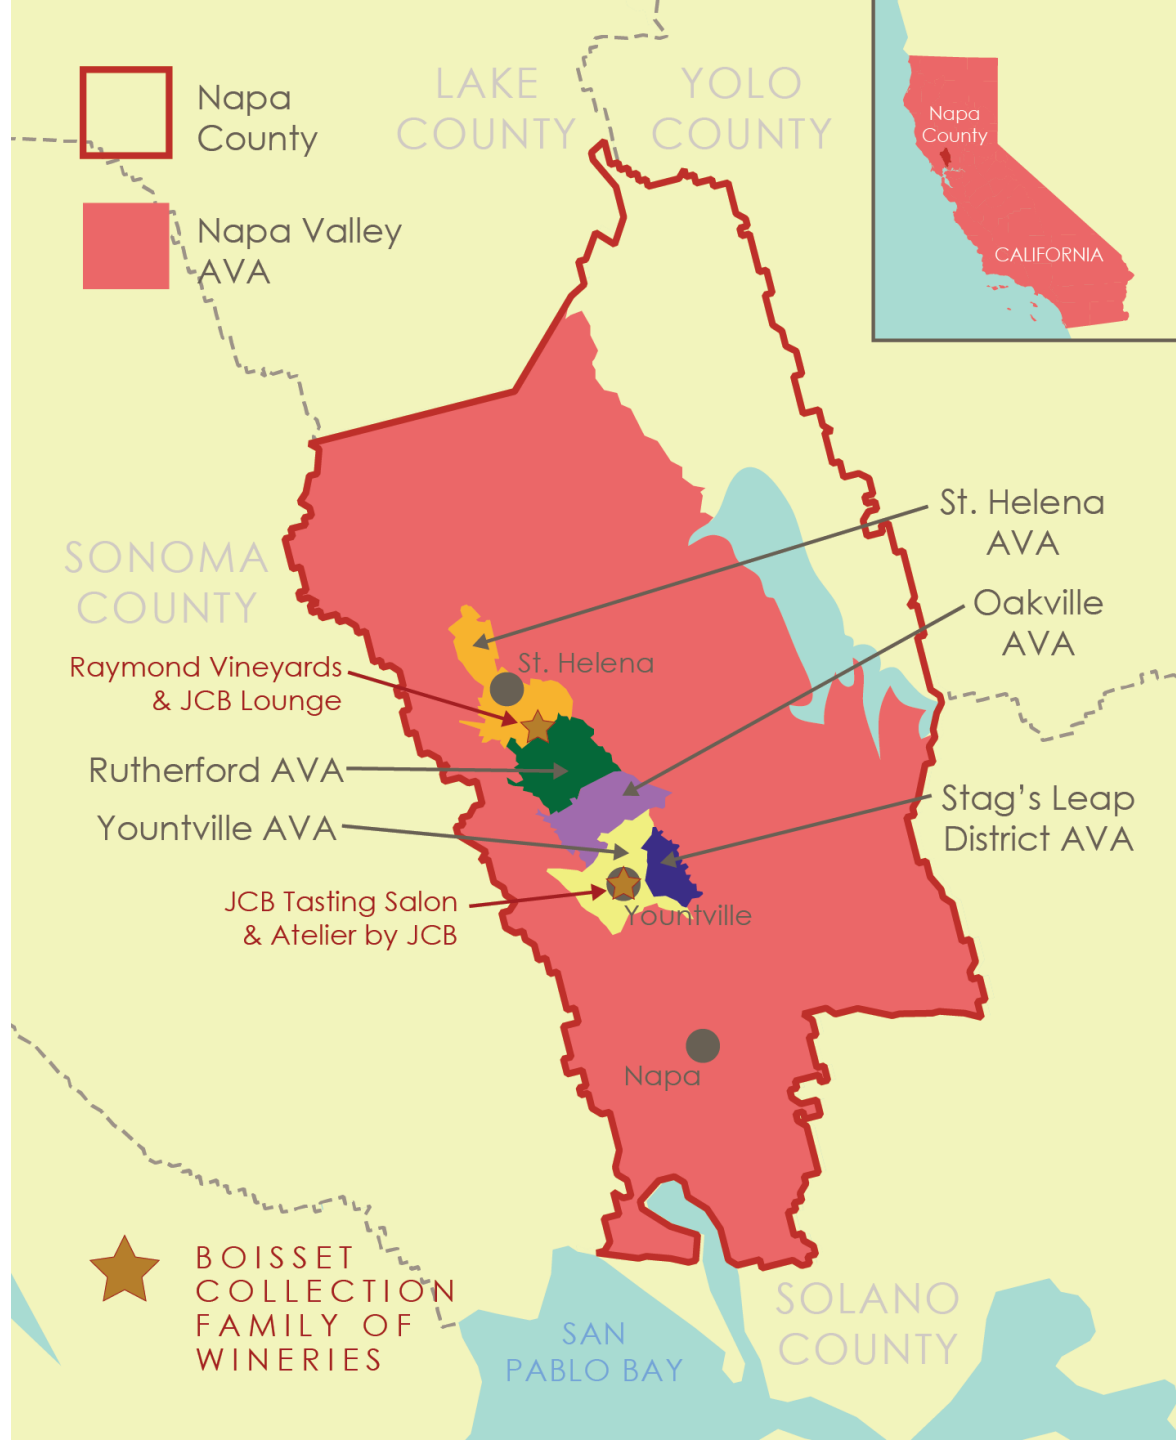 Napa
County
Napa Valley
AVA
LAKE
COUNTY
YOLO
COUNTY
Napa
County
CALIFORNIA
SONOMA
COUNTY
St. Helena
AVA
Oakville
AVA
St. Helena
Raymond Vineyards
& JCB Lounge
Rutherford AVA
Yountville AVA
Stag's Leap
District AVA
JCB Tasting Salon
& Atelier by JCB
Yountville
Napa
BOISSET
COLLECTION
FAMILY OF
WINERIES
SAN
PABLO BAY
SOLANO
COUNTY